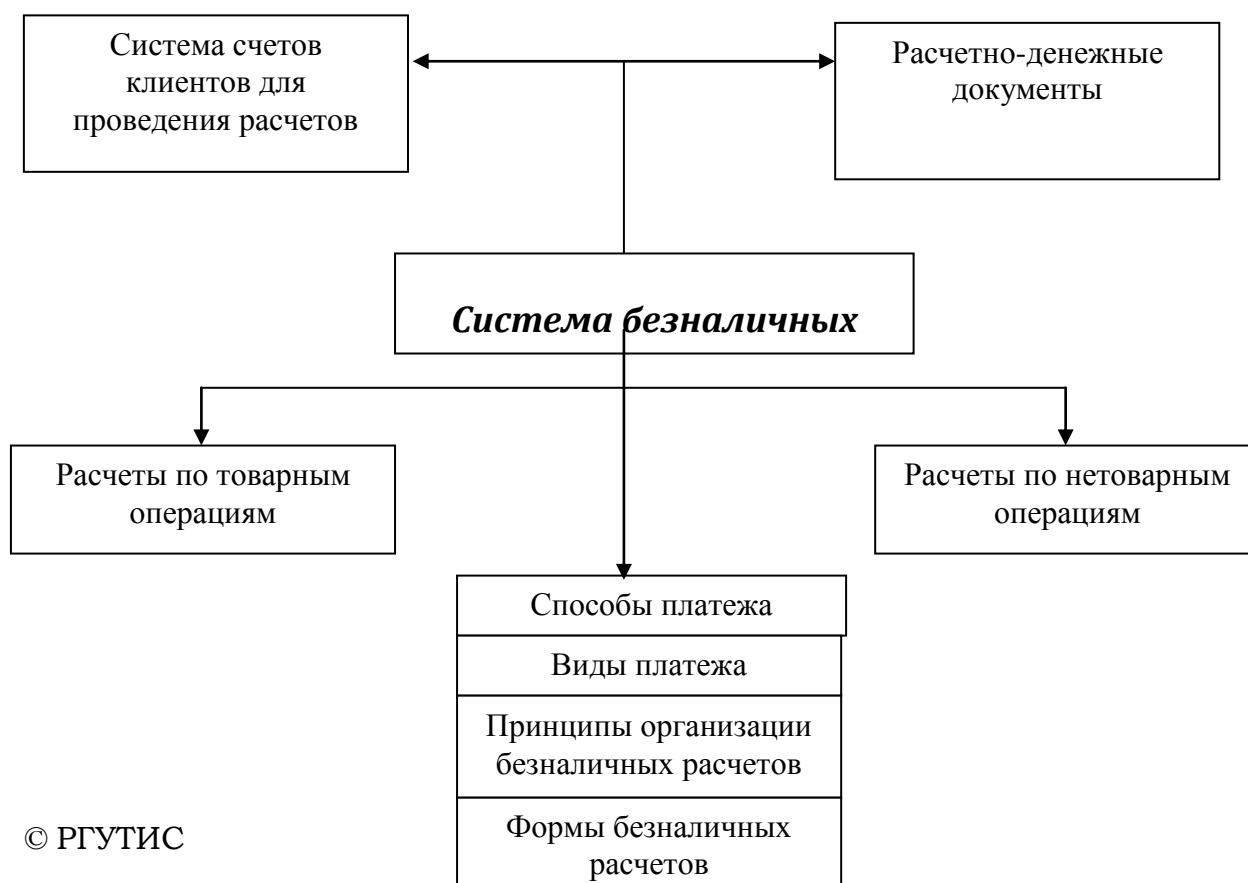 Система счетов
клиентов для
проведения расчетов
Расчетно-денежные
документы
Система безналичных
Расчеты по товарным
операциям
Расчеты по нетоварным
операциям
Способы платежа
Виды платежа
Принципы организации
безналичных расчетов
Формы безналичных
расчетов
© РГУТИС